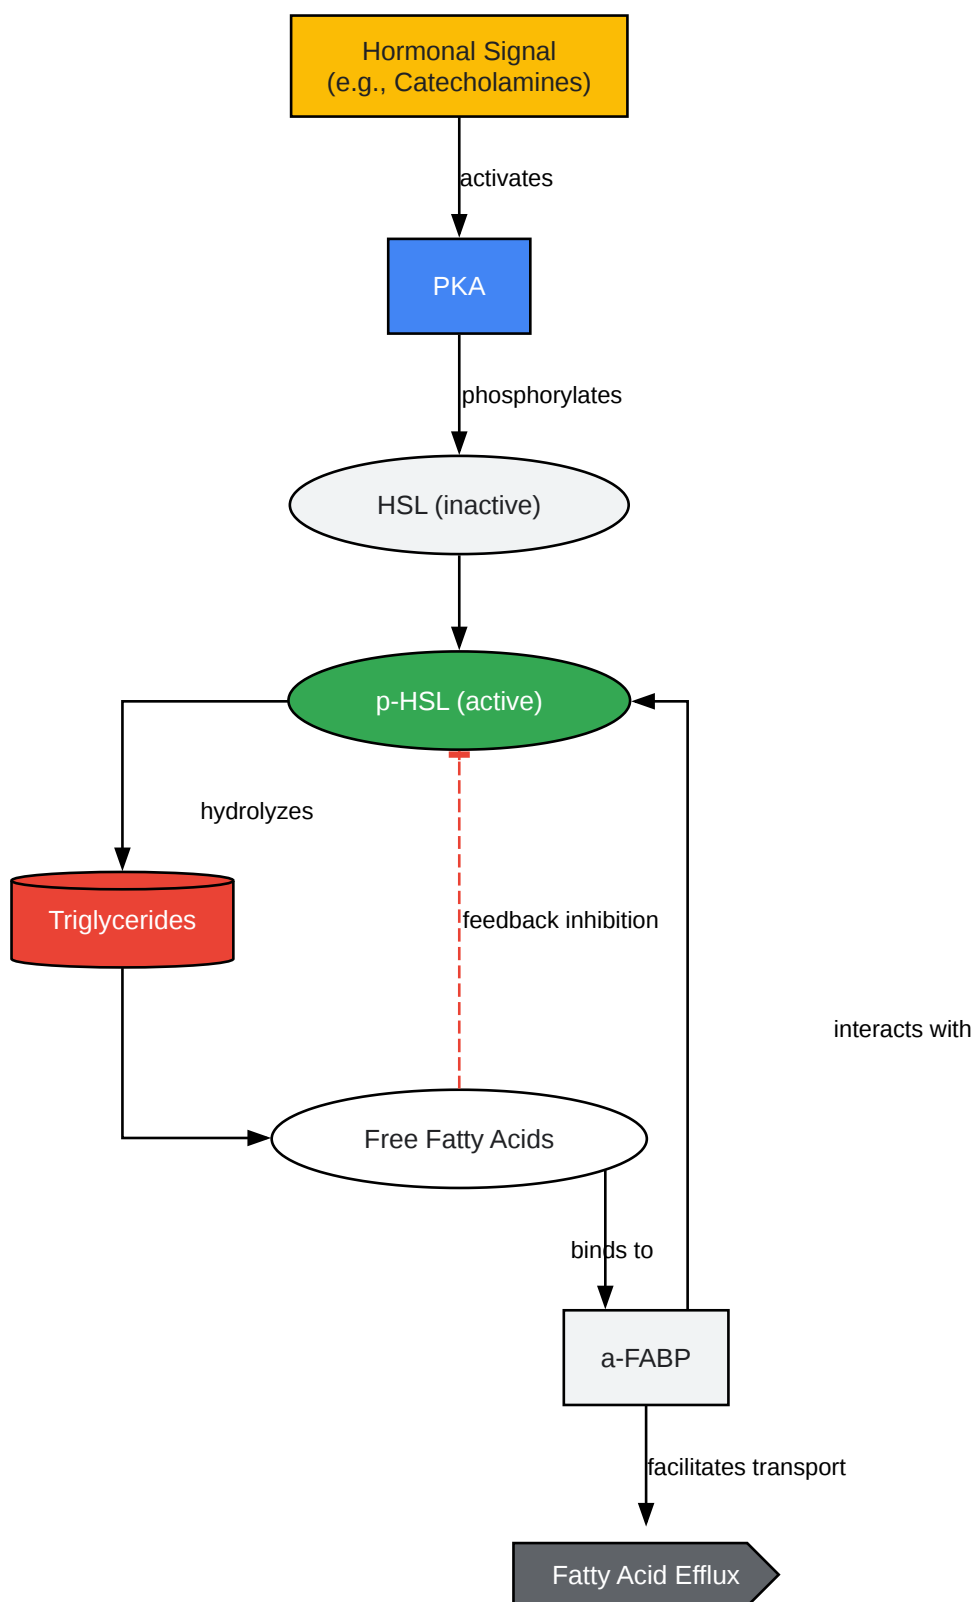 Hormonal Signal
(e.g., Catecholamines)
activates
PKA
phosphorylates
HSL (inactive)
p-HSL (active)
hydrolyzes
Triglycerides
feedback inhibition
interacts with
Free Fatty Acids
binds to
a-FABP
facilitates transport
Fatty Acid Efflux